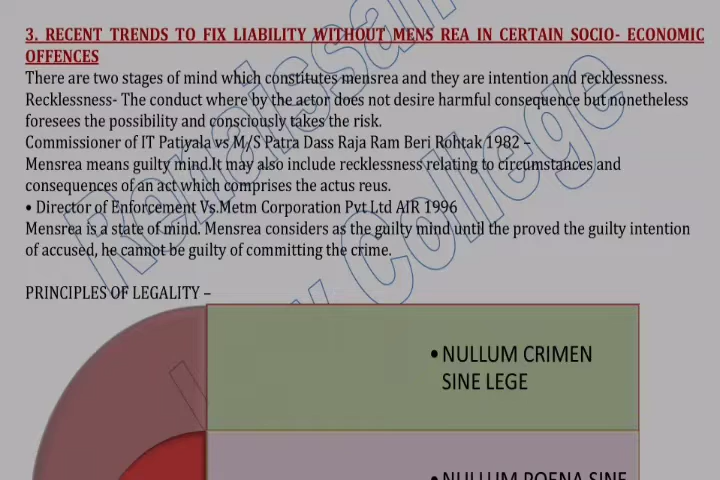 3. RECENT TRENDS TO FIX LIABILITY WITHOUT MENS REA IN CERTAIN SOCIO- ECONOMIC
OFFENCES
There are two stages of mind which constitutes mensrea and they are intention and recklessness.
Recklessness- The conduct where by the actor does not desire harmful consequence but nonetheless
foresees the possibility and consciously takes the risk.
Commissioner of IT Patiyala vs M/S Patra Dass Raja Ram Beri Rohtak 1982 –
Mensrea means guilty mind.It may also include recklessness relating to circumstances and
consequences of an act which comprises the actus reus.
• Director of Enforcement Vs.Metm Corporation Pvt Ltd AIR 1996
Mensrea is a state of mind. Mensrea considers as the guilty mind until the proved the guilty intention
of accused, he cannot be guilty of committing the crime.
PRINCIPLES OF LEGALITY –
• NULLUM CRIMEN
SINE LEGE
• NULLUM POENA SINE
Renaissan
w College